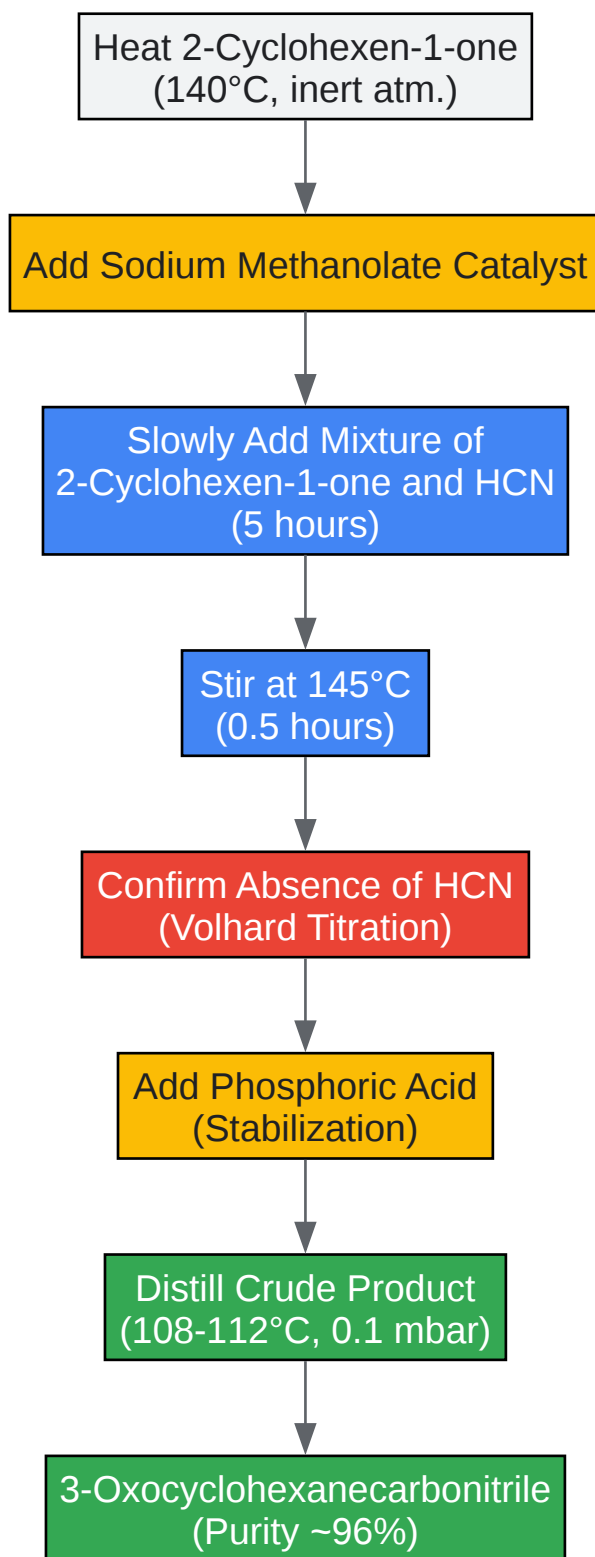 Heat 2-Cyclohexen-1-one
(140°C, inert atm.)
Add Sodium Methanolate Catalyst
Slowly Add Mixture of
2-Cyclohexen-1-one and HCN
(5 hours)
Stir at 145°C
(0.5 hours)
Confirm Absence of HCN
(Volhard Titration)
Add Phosphoric Acid
(Stabilization)
Distill Crude Product
(108-112°C, 0.1 mbar)
3-Oxocyclohexanecarbonitrile
(Purity ~96%)